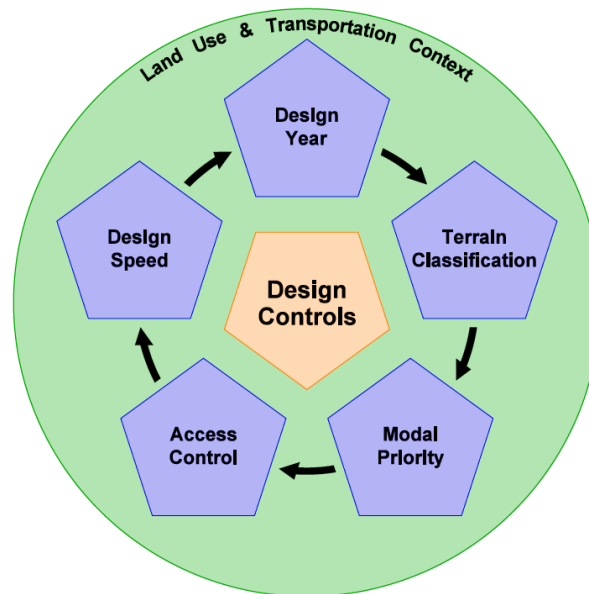 Land Use & Transportation Context
Design
Year
Design
Speed
Terrain
Classification
Design
Controls
Access
Control
Modal
Priority